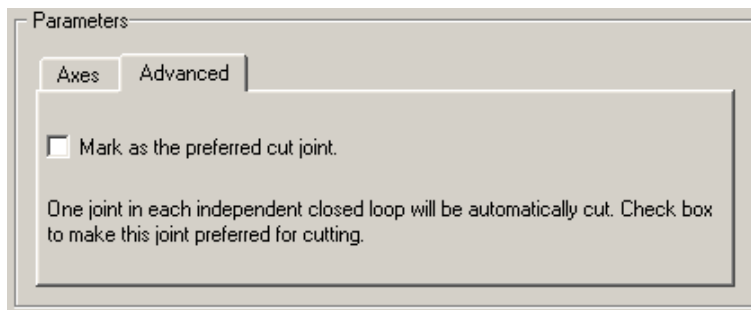 Parameters
Axes Advanced
Mark as the preferred cut joint.
One joint in each independent closed loop will be automatically cut. Check box
to make this joint preferred for cutting.